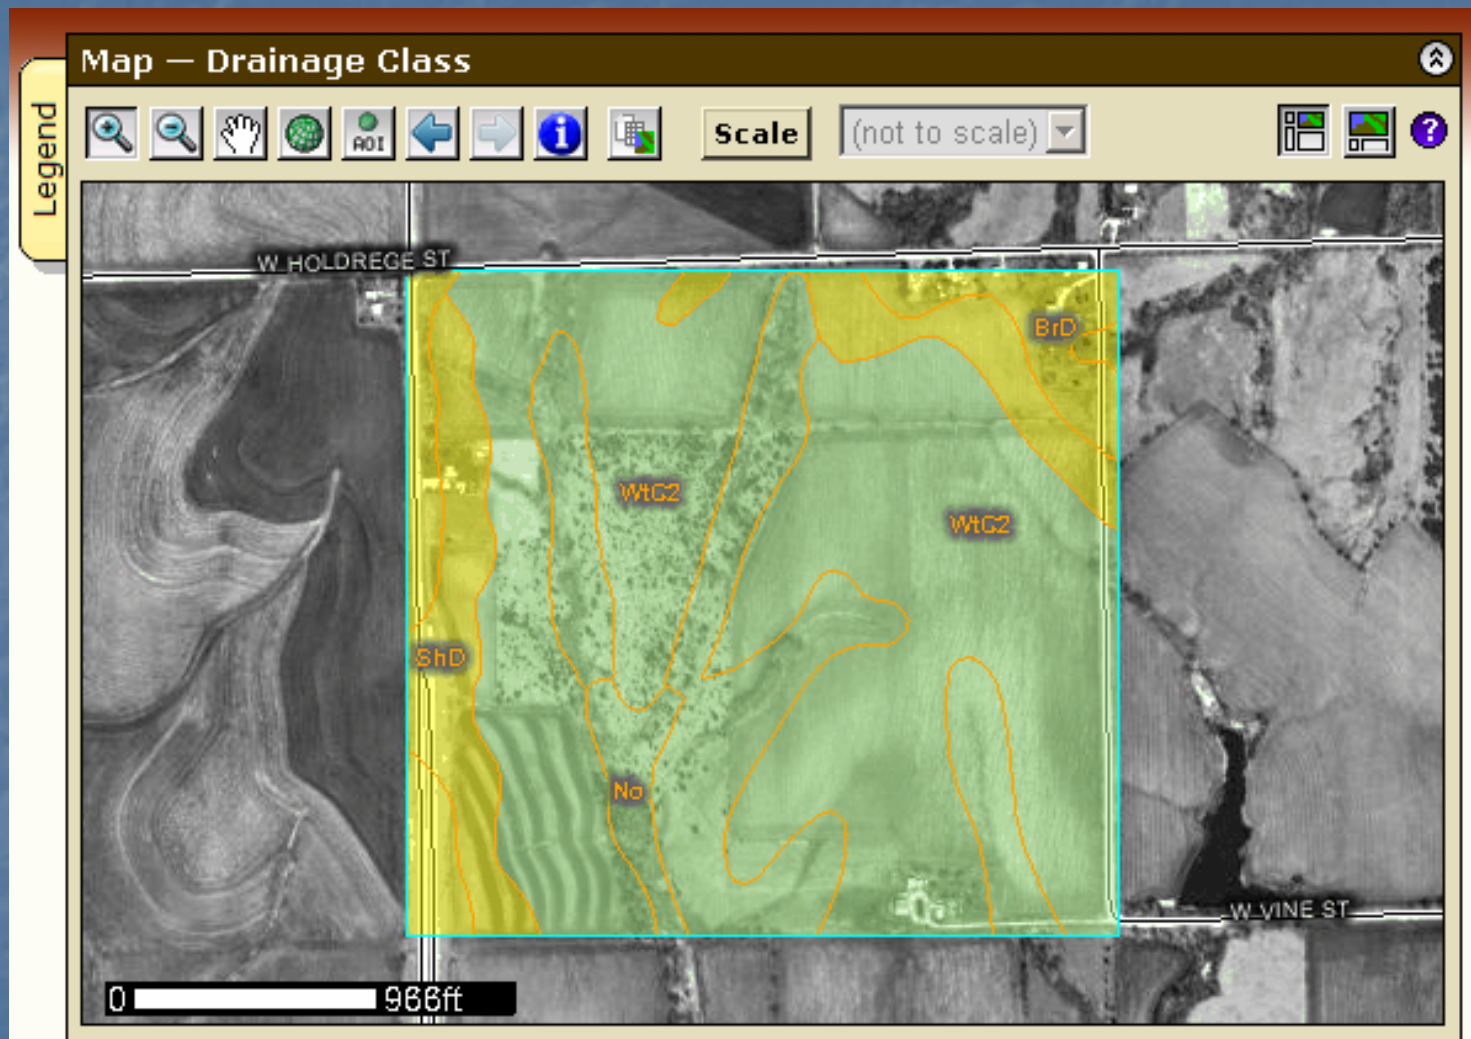 Map — Drainage Class
Legend
AOI
Scale
(not to scale)
?
W HOLDREGE ST
BrD
WtC2
WtC2
ShD
No
W VINE ST
0 966ft